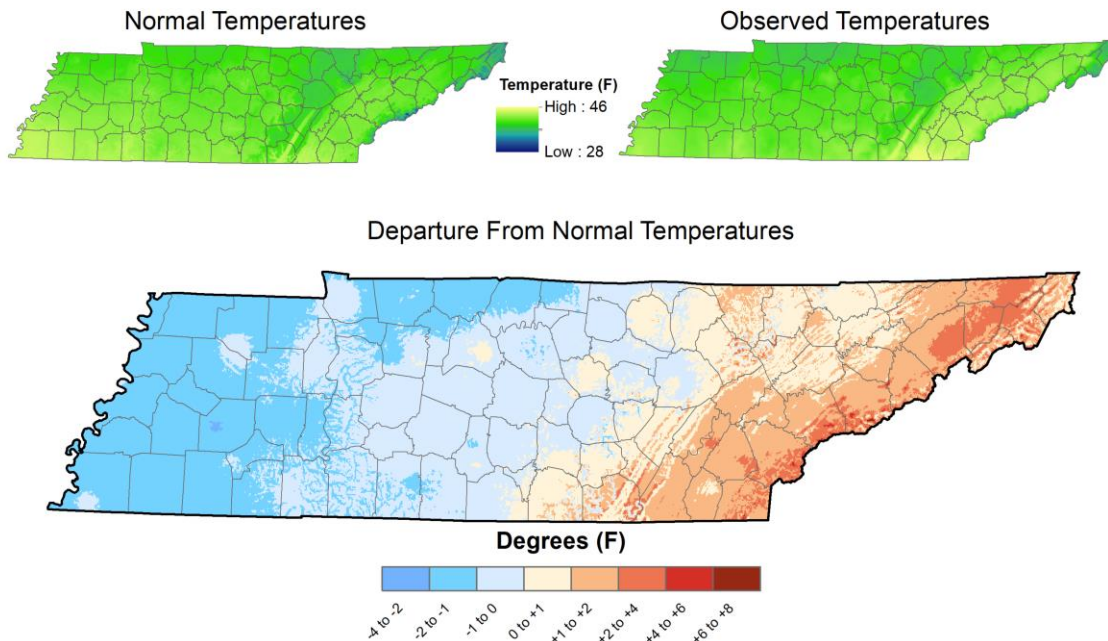 Normal Temperatures
Observed Temperatures
Temperature (F)
High : 46
Low : 28
Departure From Normal Temperatures
Degrees (F)
-4 to -2
-2 to -1
-1 to 0
0 to +1
+1 to +2
+2 to +4
+4 to +6
+6 to +8